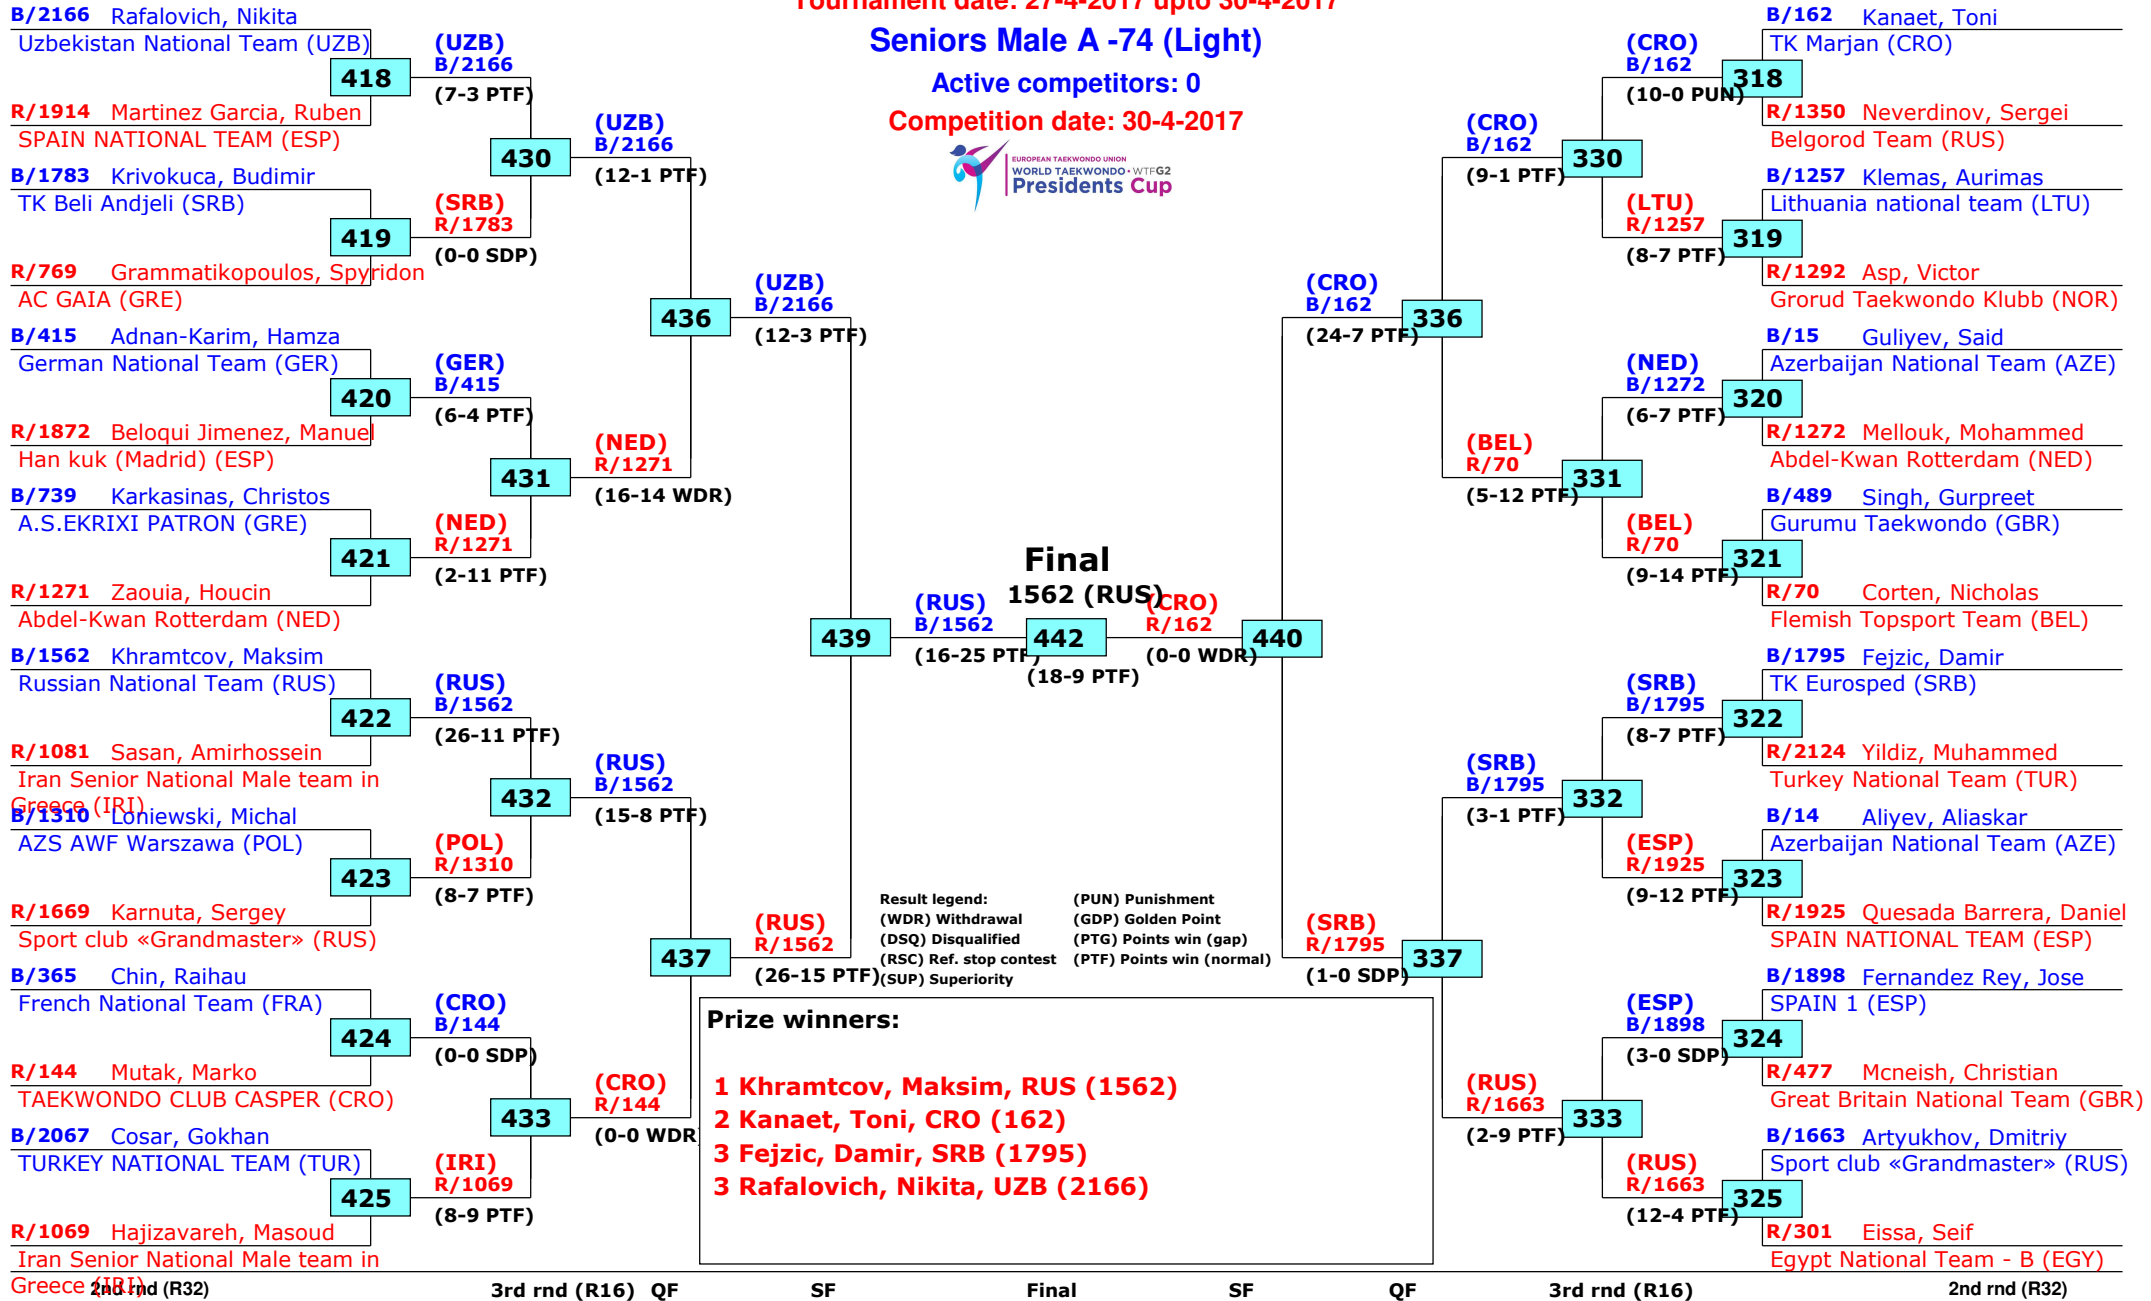 Tournament date: 27-4-2017 upto 30-4-2017
Seniors Male A -74 (Light)
Active competitors: 0
Competition date: 30-4-2017
EUROPEAN TAEKWONDO UNION
WORLD TAEKWONDO • WTFG2
Presidents Cup
B/2166 Rafalovich, Nikita
Uzbekistan National Team (UZB)
418
R/1914 Martinez Garcia, Ruben
SPAIN NATIONAL TEAM (ESP)
B/1783 Krivokuca, Budimir
TK Beli Andjeli (SRB)
419
R/769 Grammatikopoulos, Spyridon
AC GAIA (GRE)
B/415 Adnan-Karim, Hamza
German National Team (GER)
420
R/1872 Beloqui Jimenez, Manuel
Han kuk (Madrid) (ESP)
B/739 Karkasinas, Christos
A.S.EKRIXI PATRON (GRE)
421
R/1271 Zaouia, Houcin
Abdel-Kwan Rotterdam (NED)
B/1562 Khramtcov, Maksim
Russian National Team (RUS)
422
R/1081 Sasan, Amirhossein
Iran Senior National Male team in
Greece (IRI)
B/1310 Loniewski, Michal
AZS AWF Warszawa (POL)
423
R/1669 Karnuta, Sergey
Sport club «Grandmaster» (RUS)
B/365 Chin, Raihau
French National Team (FRA)
424
R/144 Mutak, Marko
TAEKWONDO CLUB CASPER (CRO)
B/2067 Cosar, Gokhan
TURKEY NATIONAL TEAM (TUR)
425
R/1069 Hajizavareh, Masoud
Iran Senior National Male team in
Greece (IRI)
(UZB)
B/2166
(7-3 PTF)
430
(SRB)
R/1783
(0-0 SDP)
(GER)
B/415
(6-4 PTF)
431
(NED)
R/1271
(2-11 PTF)
(RUS)
B/1562
(26-11 PTF)
432
(POL)
R/1310
(8-7 PTF)
(CRO)
B/144
(0-0 SDP)
433
(IRI)
R/1069
(8-9 PTF)
(UZB)
B/2166
(12-1 PTF)
436
(NED)
R/1271
(16-14 WDR)
(RUS)
B/1562
(15-8 PTF)
437
(CRO)
R/144
(0-0 WDR)
(UZB)
B/2166
(12-3 PTF)
439
(RUS)
R/1562
(26-15 PTF)
Final
1562 (RUS)
(RUS)
B/1562
(16-25 PTF)
442
(18-9 PTF)
(CRO)
R/162
(0-0 WDR)
440
(CRO)
B/162
(24-7 PTF)
336
(SRB)
R/1795
(1-0 SDP)
337
(CRO)
B/162
(9-1 PTF)
330
(BEL)
R/70
(5-12 PTF)
331
(SRB)
B/1795
(3-1 PTF)
332
(RUS)
R/1663
(2-9 PTF)
333
(CRO)
B/162
(10-0 PUN)
318
(LTU)
R/1257
(8-7 PTF)
319
(NED)
B/1272
(6-7 PTF)
320
(BEL)
R/70
(9-14 PTF)
321
(SRB)
B/1795
(8-7 PTF)
322
(ESP)
R/1925
(9-12 PTF)
323
(ESP)
B/1898
(3-0 SDP)
324
(RUS)
R/1663
(12-4 PTF)
325
B/162 Kanaet, Toni
TK Marjan (CRO)
R/1350 Neverdinov, Sergei
Belgorod Team (RUS)
B/1257 Klemas, Aurimas
Lithuania national team (LTU)
R/1292 Asp, Victor
Grorud Taekwondo Klubb (NOR)
B/15 Guliyev, Said
Azerbaijan National Team (AZE)
R/1272 Mellouk, Mohammed
Abdel-Kwan Rotterdam (NED)
B/489 Singh, Gurpreet
Gurumu Taekwondo (GBR)
R/70 Corten, Nicholas
Flemish Topsport Team (BEL)
B/1795 Fejzic, Damir
TK Eurosped (SRB)
R/2124 Yildiz, Muhammed
Turkey National Team (TUR)
B/14 Aliyev, Aliaskar
Azerbaijan National Team (AZE)
R/1925 Quesada Barrera, Daniel
SPAIN NATIONAL TEAM (ESP)
B/1898 Fernandez Rey, Jose
SPAIN 1 (ESP)
R/477 Mcneish, Christian
Great Britain National Team (GBR)
B/1663 Artyukhov, Dmitriy
Sport club «Grandmaster» (RUS)
R/301 Eissa, Seif
Egypt National Team - B (EGY)
Result legend:
(WDR) Withdrawal
(DSQ) Disqualified
(RSC) Ref. stop contest
(SUP) Superiority
(PUN) Punishment
(GDP) Golden Point
(PTG) Points win (gap)
(PTF) Points win (normal)
Prize winners:
1 Khramtcov, Maksim, RUS (1562)
2 Kanaet, Toni, CRO (162)
3 Fejzic, Damir, SRB (1795)
3 Rafalovich, Nikita, UZB (2166)
2nd rnd (R32) 3rd rnd (R16) QF SF Final SF QF 3rd rnd (R16) 2nd rnd (R32)